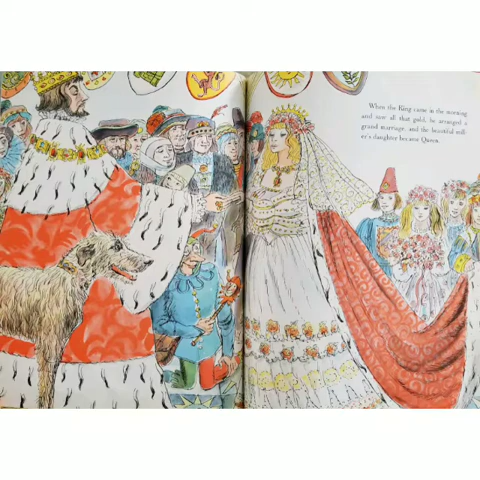 When the King came in the morning
and saw all that gold, he arranged a
grand marriage, and the beautiful mill-
er's daughter became Queen.